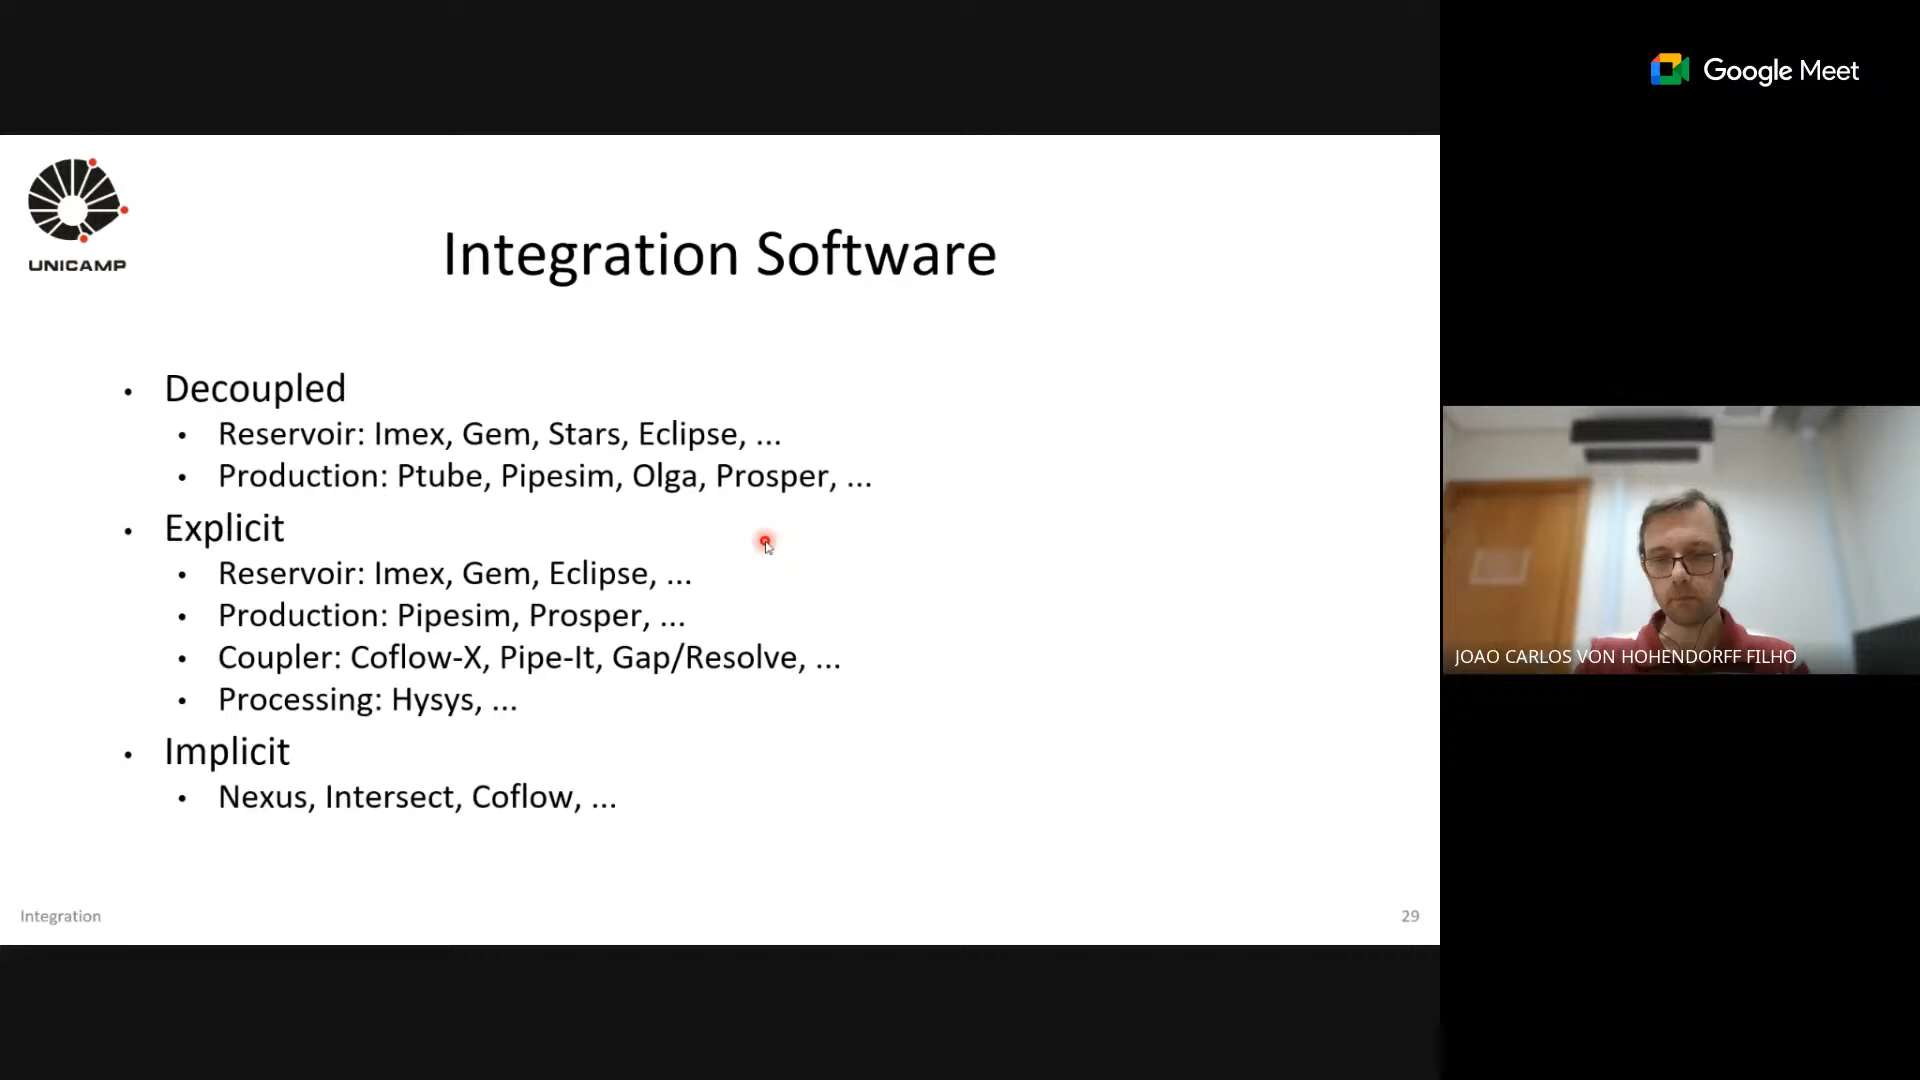 Google Meet
UNICAMP
Integration Software
• Decoupled
• Reservoir: Imex, Gem, Stars, Eclipse, ...
• Production: Ptube, Pipesim, Olga, Prosper, ...
• Explicit
• Reservoir: Imex, Gem, Eclipse, ...
• Production: Pipesim, Prosper, ...
• Coupler: Coflow-X, Pipe-It, Gap/Resolve, ...
• Processing: Hysys, ...
• Implicit
• Nexus, Intersect, Coflow, ...
Integration
29
JOAO CARLOS VON HOHENDORFF FILHO